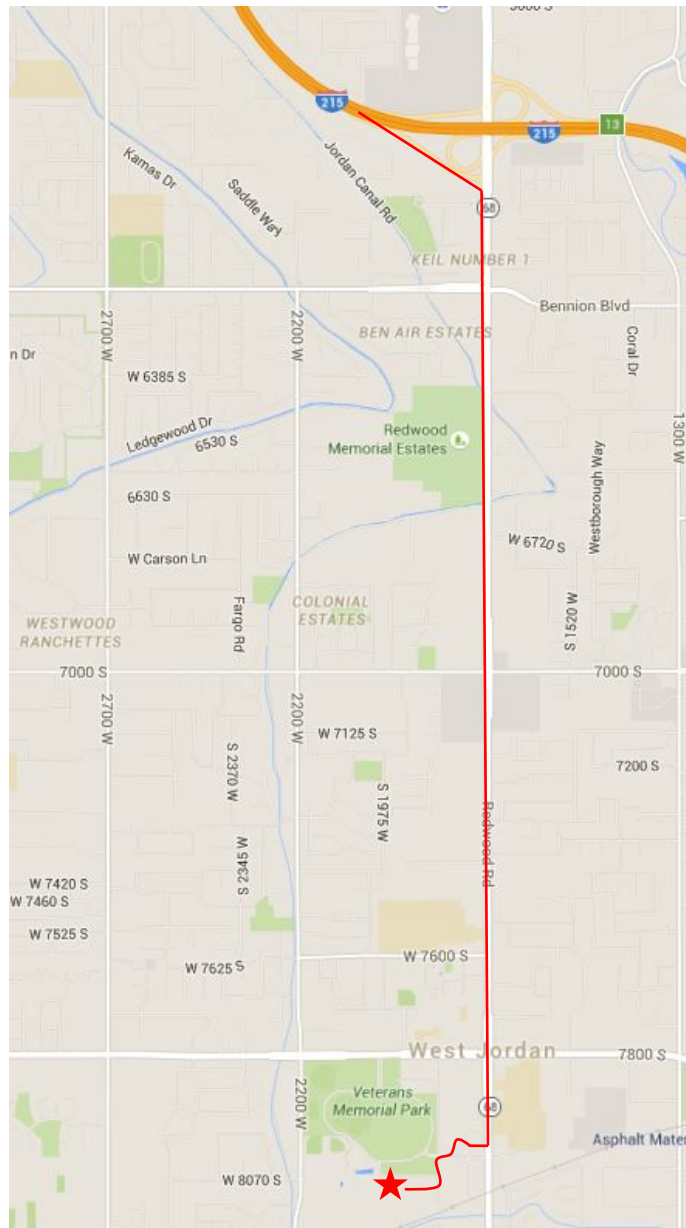 215
215
13
Kamas Dr
Saddle Way
Jordan Canal Rd
68
KEIL NUMBER 1
Bennion Blvd
2700 W
2200 W
BEN AIR ESTATES
n Dr
Coral Dr
W 6385 S
1300 W
Ledgewood Dr
6530 S
Redwood
Memorial Estates
Westborough Way
6630 S
W 6720 S
W Carson Ln
Fargo Rd
COLONIAL
ESTATES
S 1520 W
WESTWOOD
RANCHETTES
7000 S
7000 S
2700 W
2200 W
W 7125 S
S 2370 W
7200 S
S 1975 W
Redwood Rd
S 2345 W
W 7420 S
W 7460 S
W 7525 S
W 7600 S
W 7625 S
West Jordan
7800 S
2200 W
Veterans
Memorial Park
68
Asphalt Mater
W 8070 S